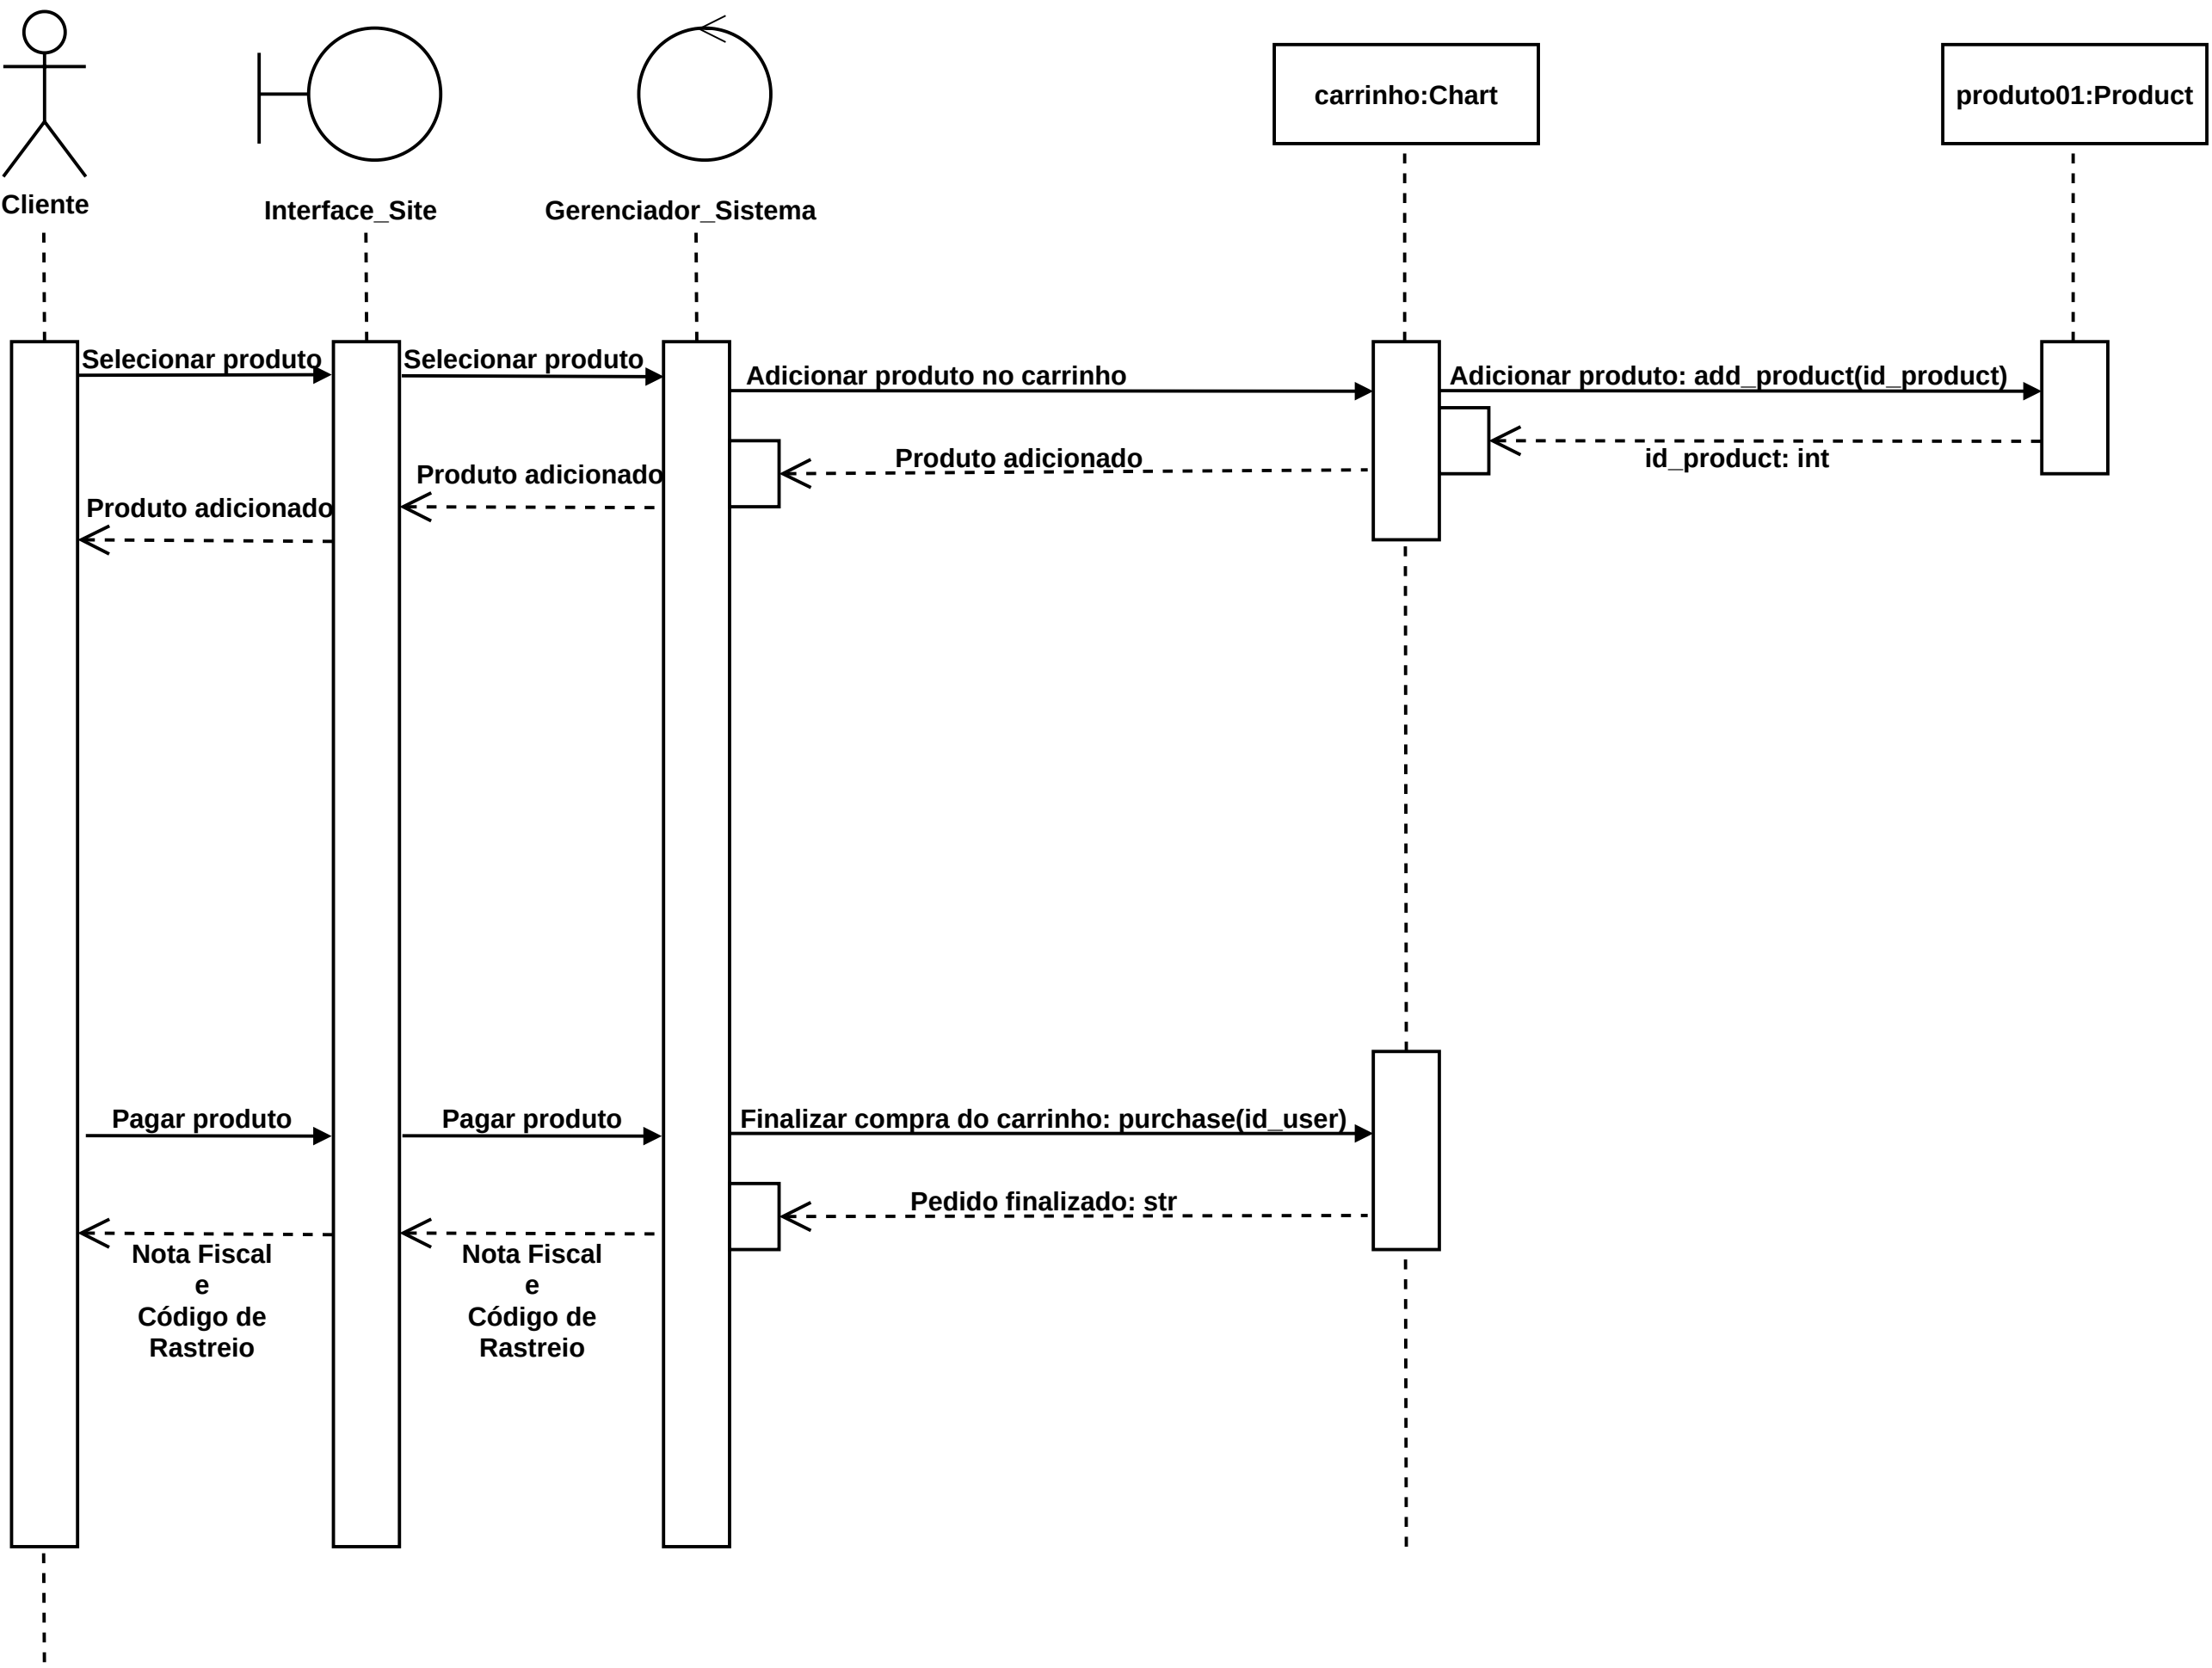 carrinho:Chart
produto01:Product
Cliente
Interface_Site
Gerenciador_Sistema
Selecionar produto
Selecionar produto
Adicionar produto no carrinho
Adicionar produto: add_product(id_product)
Produto adicionado
id_product: int
Produto adicionado
Produto adicionado
Pagar produto
Pagar produto
Finalizar compra do carrinho: purchase(id_user)
Pedido finalizado: str
Nota Fiscal
e
Código de
Rastreio
Nota Fiscal
e
Código de
Rastreio